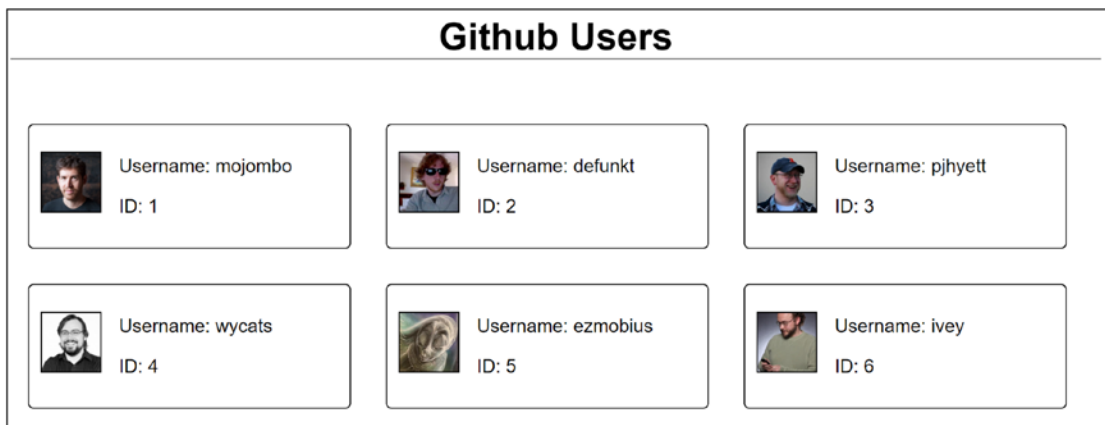 Github Users
Username: mojombo
ID: 1
Username: defunkt
ID: 2
Username: pjhyett
ID: 3
Username: wycats
ID: 4
Username: ezmobius
ID: 5
Username: ivey
ID: 6